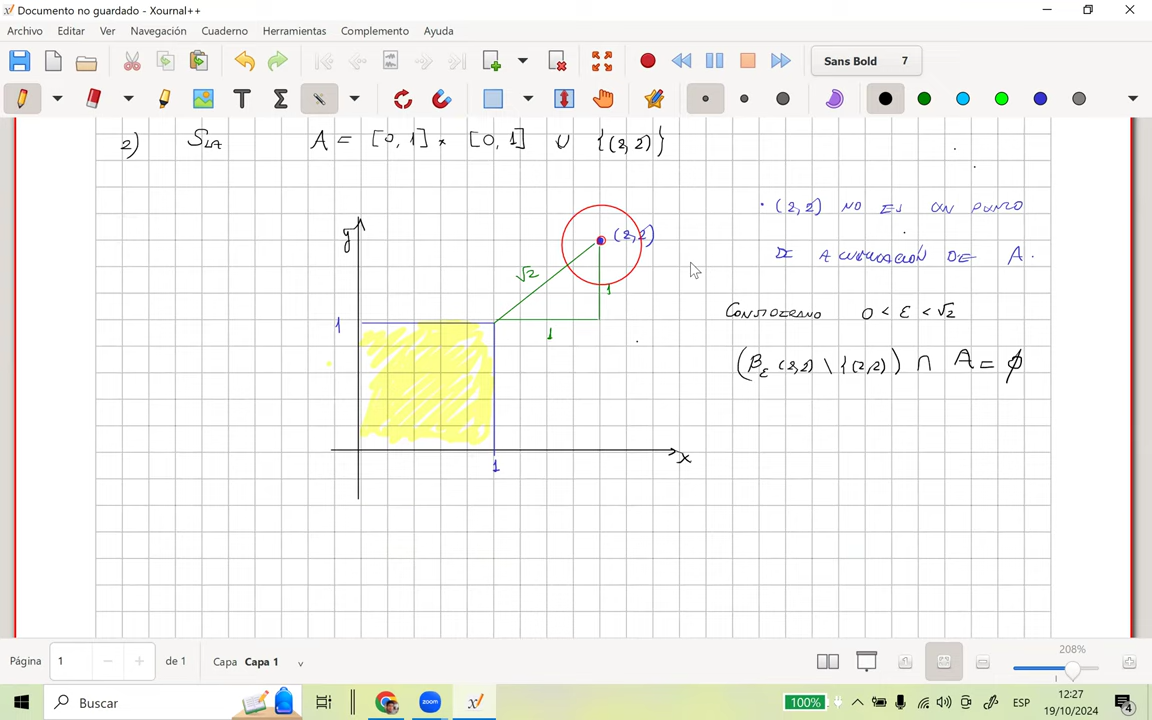 Documento no guardado - Xournal++
Archivo Editar Ver Navegación Cuaderno Herramientas Complemento Ayuda
Sans Bold 7
2) SEA A = [0,1] × [0,1] ∪ {(2,2)}
y
(2,2)
√2
1
1
1
1
x
• (2,2) NO ES UN PUNTO
DE ACUMULACIÓN DE A.
CONSIDERANDO 0 < ε < √2
(Bε (2,2) \ {(2,2)}) ∩ A = ∅
Página 1 de 1 Capa Capa 1 208%
Buscar
100%
ESP
12:27
19/10/2024
4